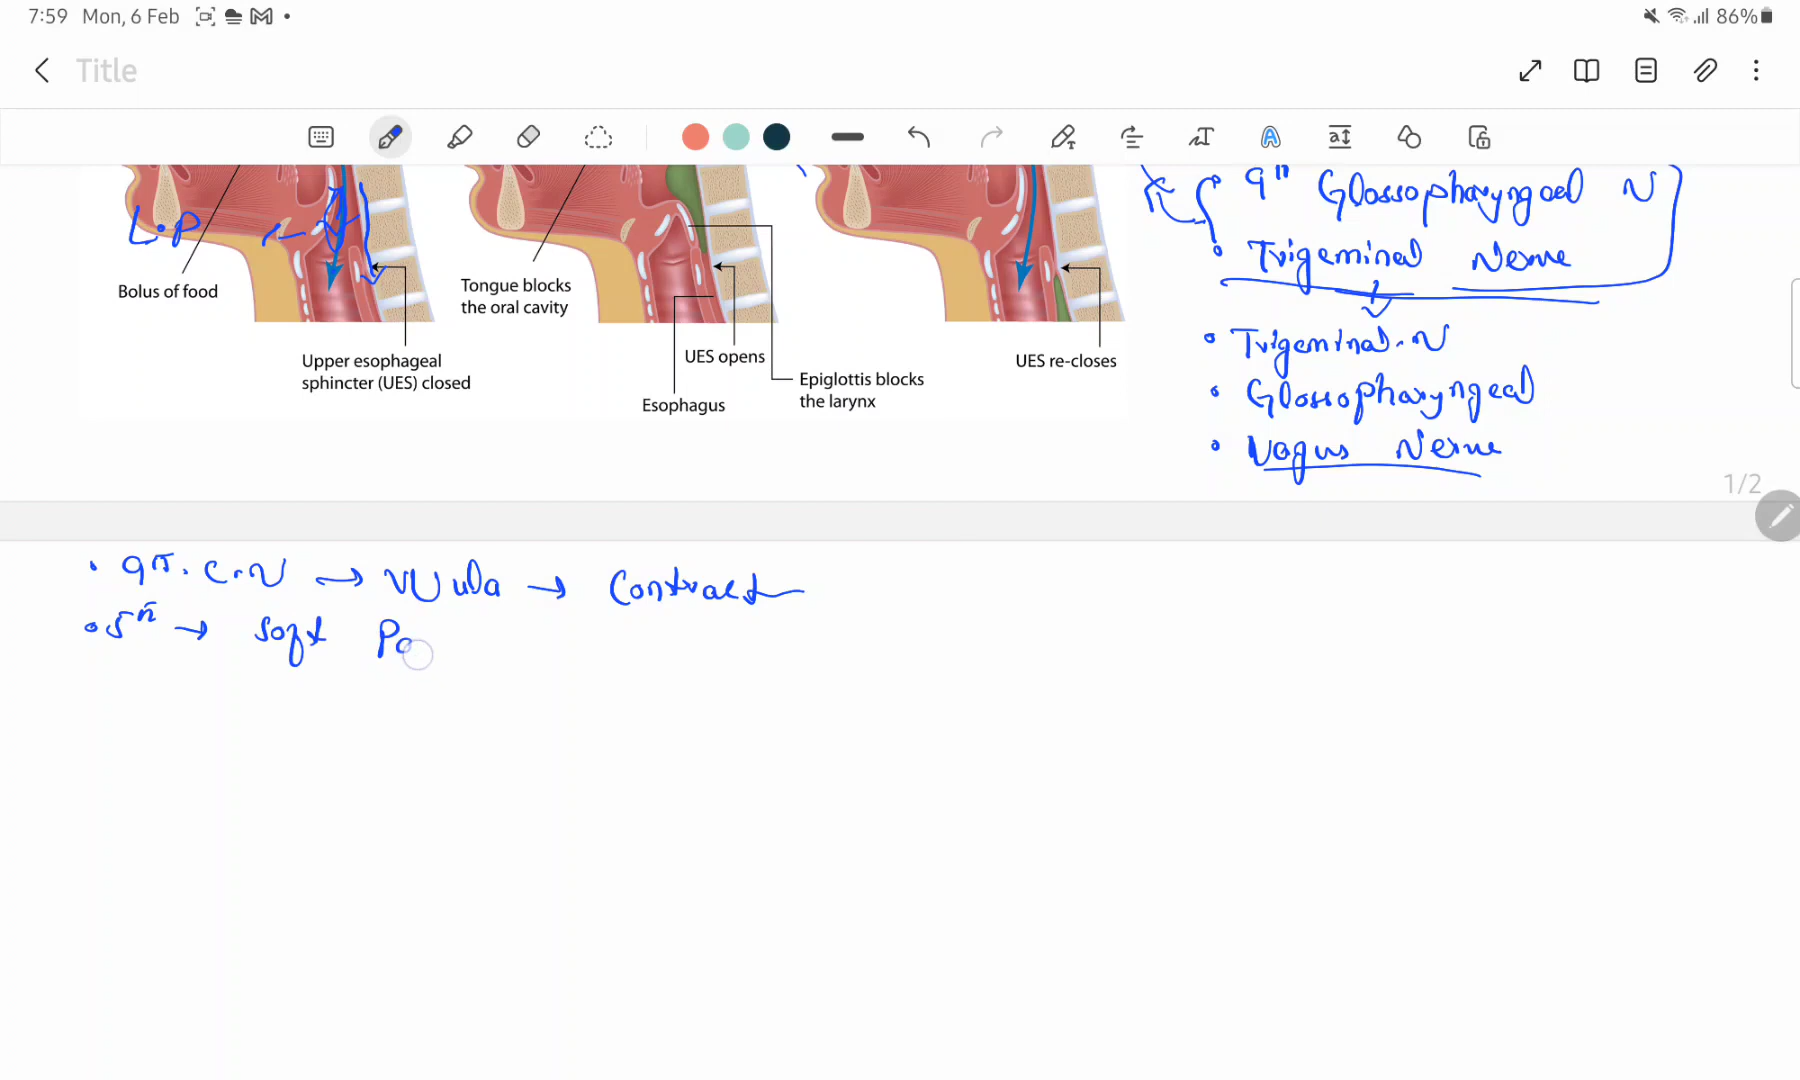 7:59 Mon, 6 Feb
86%
Title
L.P
Bolus of food
Upper esophageal
sphincter (UES) closed
Tongue blocks
the oral cavity
UES opens
Esophagus
Epiglottis blocks
the larynx
UES re-closes
Glossopharyngeal N
Trigeminal Nerve
• Trigeminal. N
• Glossopharyngeal
• Vagus Nerve
1/2
• 9th. C.N → Uvula → Contract
• 5th → Soft Pa